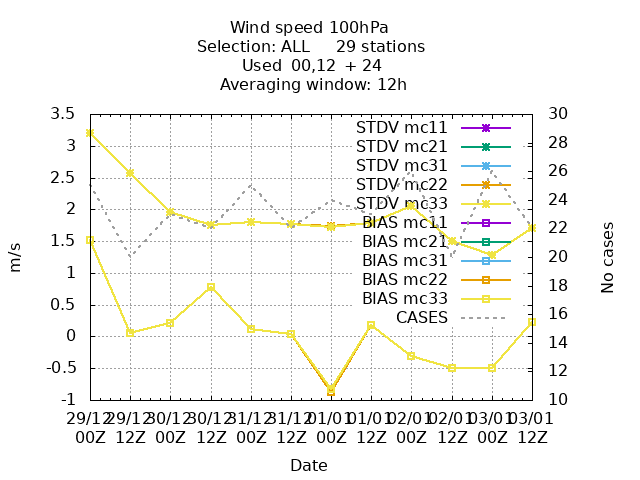 Wind speed 100hPa
Selection: ALL 29 stations
Used 00,12 + 24
Averaging window: 12h
3.5
3
2.5
2
1.5
1
0.5
0
-0.5
-1
m/s
30
28
26
24
22
20
18
16
14
12
10
No cases
STDV mc11
STDV mc21
STDV mc31
STDV mc22
STDV mc33
BIAS mc11
BIAS mc21
BIAS mc31
BIAS mc22
BIAS mc33
CASES
29/12 29/12 30/12 30/12 31/12 31/12 01/01 01/01 02/01 02/01 03/01 03/01
00Z 12Z 00Z 12Z 00Z 12Z 00Z 12Z 00Z 12Z 00Z 12Z
Date